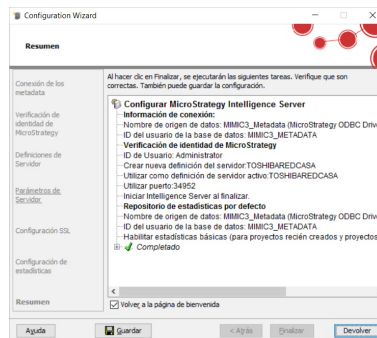 Configuration Wizard
Resumen
Conexión de los
metadata
Verificación de
identidad de
MicroStrategy
Definiciones de
Servidor
Parámetros de
Servidor
Configuración SSL
Configuración de
estadísticas
Resumen
Al hacer clic en Finalizar, se ejecutarán las siguientes tareas. Verifique que son
correctas. También puede guardar la configuración.
Configurar MicroStrategy Intelligence Server
Información de conexión:
Nombre de origen de datos: MIMIC3_Metadata (MicroStrategy ODBC Drive
ID del usuario de la base de datos: MIMIC3_METADATA
Verificación de identidad de MicroStrategy
ID de Usuario: Administrator
Crear nueva definición del servidor:TOSHIBAREDCASA
Utilizar como definición de servidor activo:TOSHIBAREDCASA
Utilizar puerto:34952
Iniciar Intelligence Server al finalizar.
Repositorio de estadísticas por defecto
Nombre de origen de datos: MIMIC3_Metadata (MicroStrategy ODBC Drive
ID del usuario de la base de datos: MIMIC3_METADATA
Habilitar estadísticas básicas (para proyectos recién creados y proyectos
Completado
Volver a la página de bienvenida
Ayuda
Guardar
< Atrás
Finalizar
Devolver